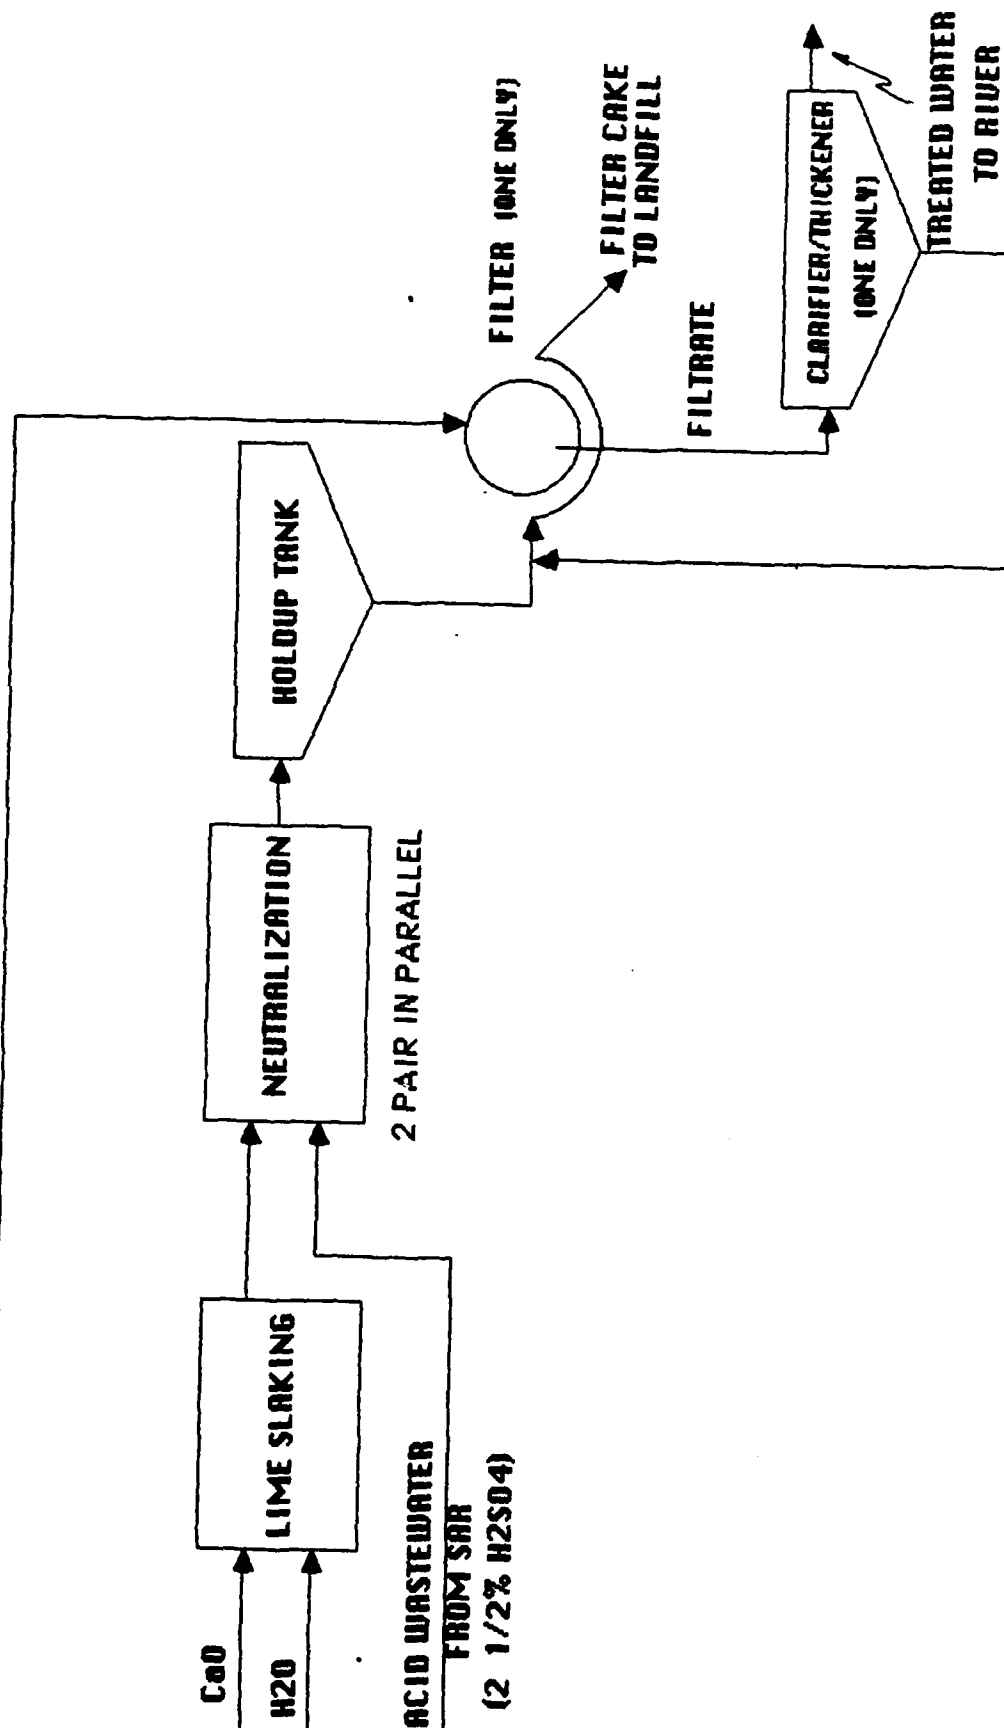 CaO
H2O
LIME SLAKING
NEUTRALIZATION
HOLDUP TANK
2 PAIR IN PARALLEL
ACID WASTEWATER
FROM SAR
(2 1/2% H2SO4)
FILTER (ONE ONLY)
FILTER CAKE
TO LANDFILL
FILTRATE
CLARIFIER/THICKENER
(ONE ONLY)
TREATED WATER
TO RIVER